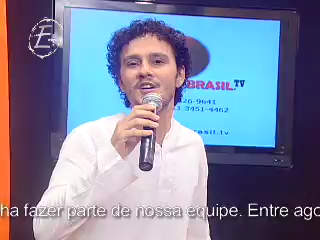 E
BRASIL.TV
26-9641
3451-4462
brasil.tv
ha fazer parte de nossa equipe. Entre ago